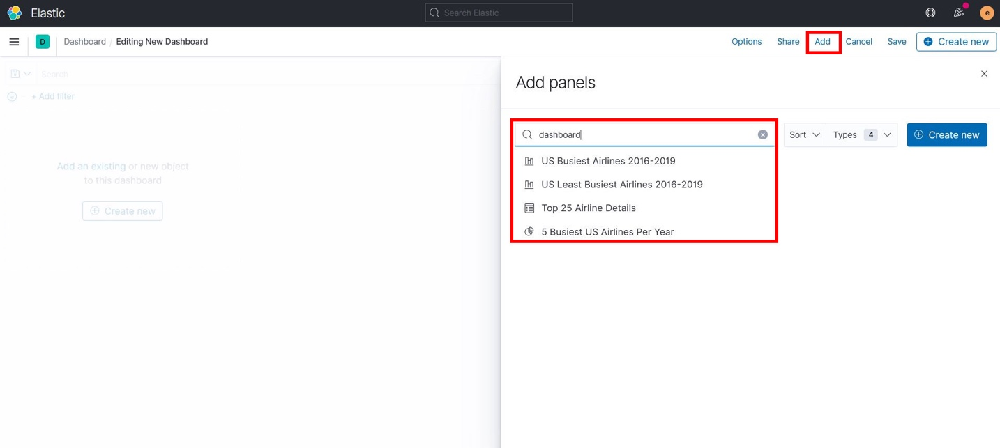 Elastic
Search Elastic
e
D
Dashboard / Editing New Dashboard
Options Share Add Cancel Save Create new
Search
+ Add filter
Add an existing or new object
to this dashboard
Create new
Add panels
dashboard
Sort Types 4 Create new
US Busiest Airlines 2016-2019
US Least Busiest Airlines 2016-2019
Top 25 Airline Details
5 Busiest US Airlines Per Year